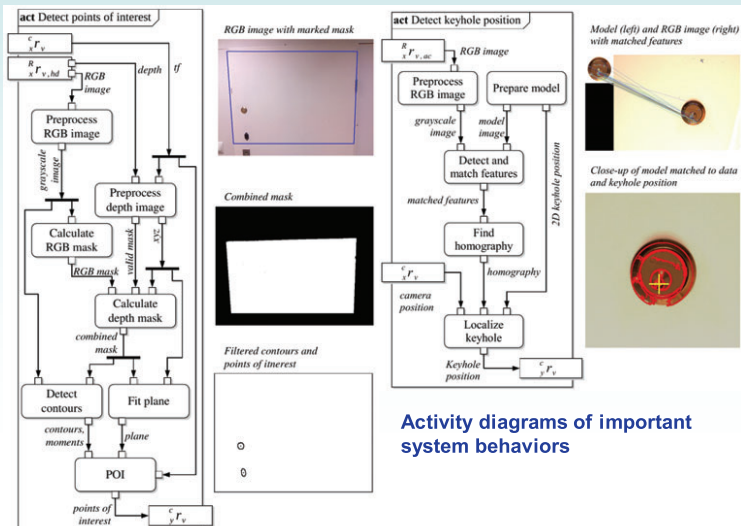 act Detect points of interest
c x r v
R x r v, hd
RGB
image
depth
tf
Preprocess
RGB image
grayscale
image
Preprocess
depth image
Calculate
RGB mask
RGB mask
valid mask
xyz
Calculate
depth mask
combined
mask
Detect
contours
Fit plane
contours,
moments
plane
POI
points of
interest
c y r v
RGB image with marked mask
Combined mask
Filtered contours and
points of itnerest
act Detect keyhole position
R x r v, ac
RGB image
Preprocess
RGB image
Prepare model
grayscale
image
model
image
Detect and
match features
matched features
2D keyhole position
Find
homography
c x r v
homography
camera
position
Localize
keyhole
Keyhole
position
c y r v
Model (left) and RGB image (right)
with matched features
Close-up of model matched to data
and keyhole position
Activity diagrams of important
system behaviors